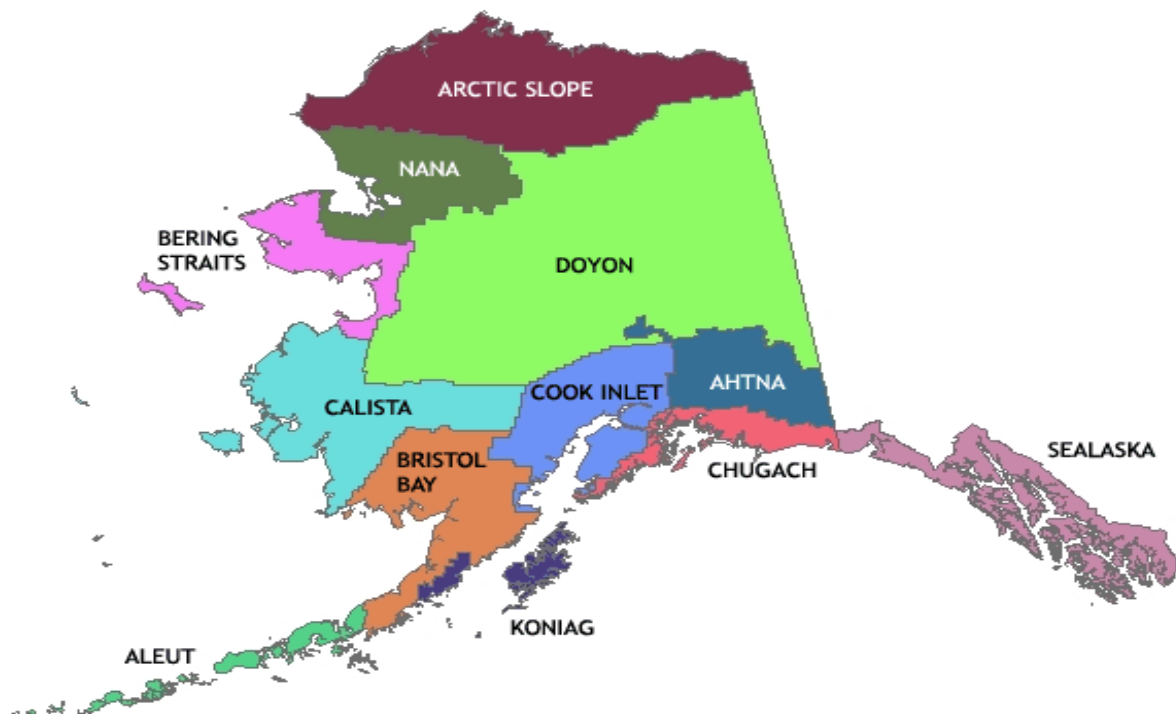 ARCTIC SLOPE
NANA
BERING
STRAITS
DOYON
AHTNA
COOK INLET
CALISTA
BRISTOL
BAY
CHUGACH
SEALASKA
KONIAG
ALEUT